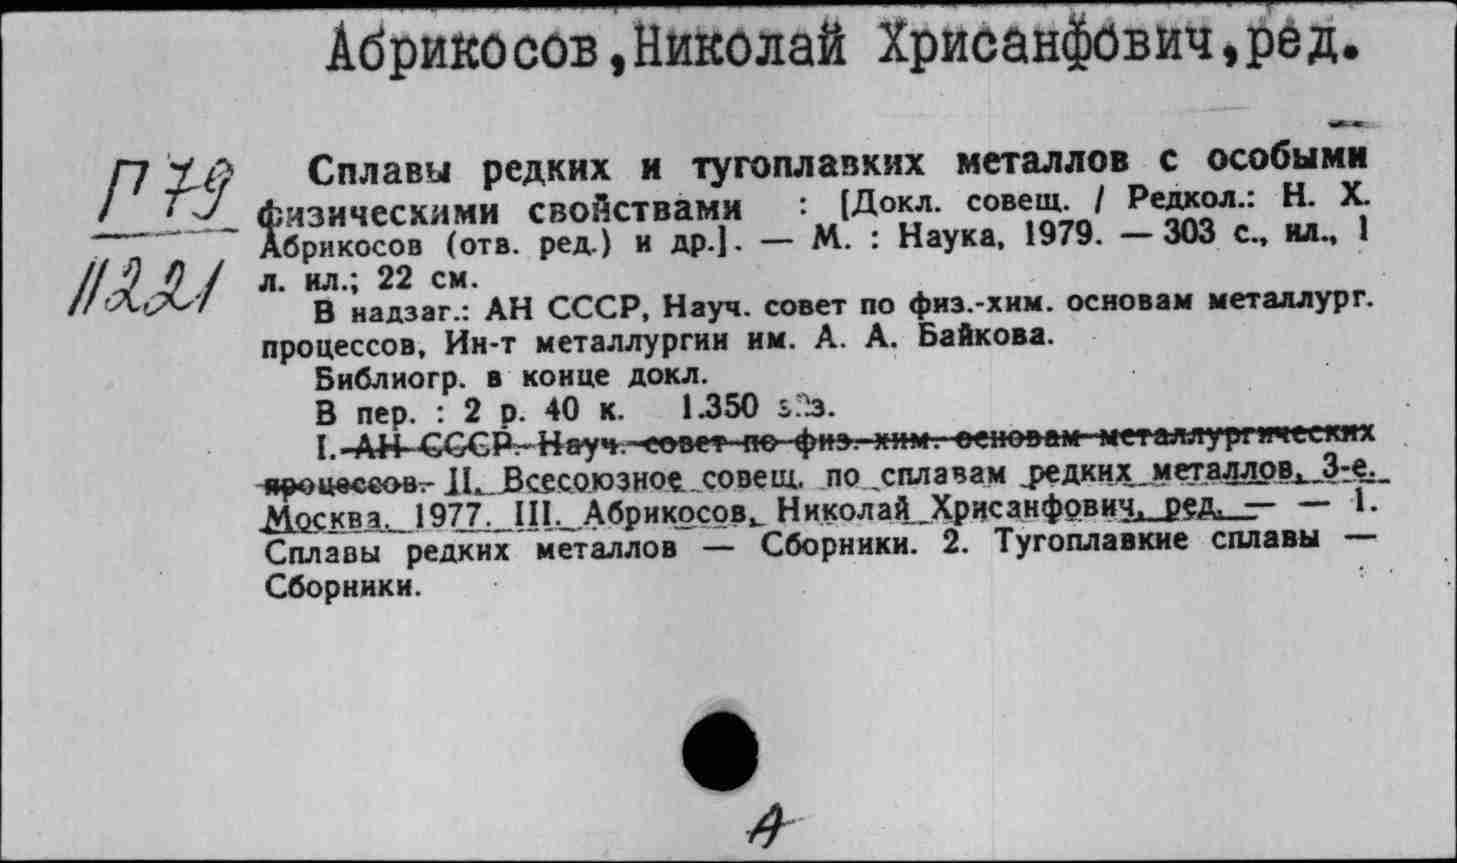 Абрикосов,Николай Хрисанфович,ред.
П79
11221
Сплавы редких и тугоплавких металлов с особыми
физическими свойствами : [Докл. совещ. / Редкол.: Н. Х.
Абрикосов (отв. ред.) и др.]. — М. : Наука, 1979. — 303 с., ил., 1
л. ил.; 22 см.
В надзаг.: АН СССР, Науч. совет по физ.-хим. основам металлург.
процессов, Ин-т металлургии им. А. А. Байкова.
Библиогр. в конце докл.
В пер. : 2 р. 40 к. 1.350 экз.
I. АН СССР. Науч. совет по физ.-хим. основам металлургических
процессов. II. Всесоюзное совещ. по сплавам редких металлов, 3-е.
Москва. 1977. III. Абрикосов, Николай Хрисанфович, ред. — — 1.
Сплавы редких металлов — Сборники. 2. Тугоплавкие сплавы —
Сборники.
А